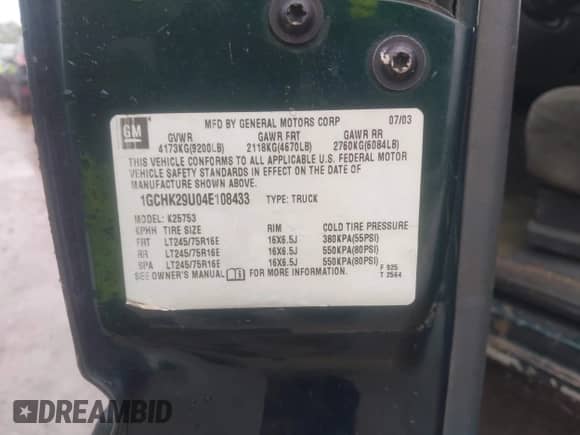 GM MFD BY GENERAL MOTORS CORP 07/03
GVWR GAWR FRT GAWR RR
4173KG(9200LB) 2118KG(4670LB) 2760KG(6084LB)
THIS VEHICLE CONFORMS TO ALL APPLICABLE U.S. FEDERAL MOTOR
VEHICLE SAFETY STANDARDS IN EFFECT ON THE DATE OF
MANUFACTURE SHOWN ABOVE.
1GCHK29U04E108433 TYPE: TRUCK
MODEL: K25753
KPHH TIRE SIZE RIM COLD TIRE PRESSURE
FRT LT245/75R16E 16X6.5J 380KPA(55PSI)
RR LT245/75R16E 16X6.5J 550KPA(80PSI)
SPA LT245/75R16E 16X6.5J 550KPA(80PSI)
SEE OWNER'S MANUAL FOR MORE INFORMATION. F 925
T 2564
DREAMBID